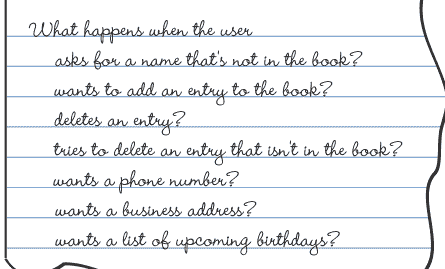 What happens when the user
asks for a name that's not in the book?
wants to add an entry to the book?
deletes an entry?
tries to delete an entry that isn't in the book?
wants a phone number?
wants a business address?
wants a list of upcoming birthdays?